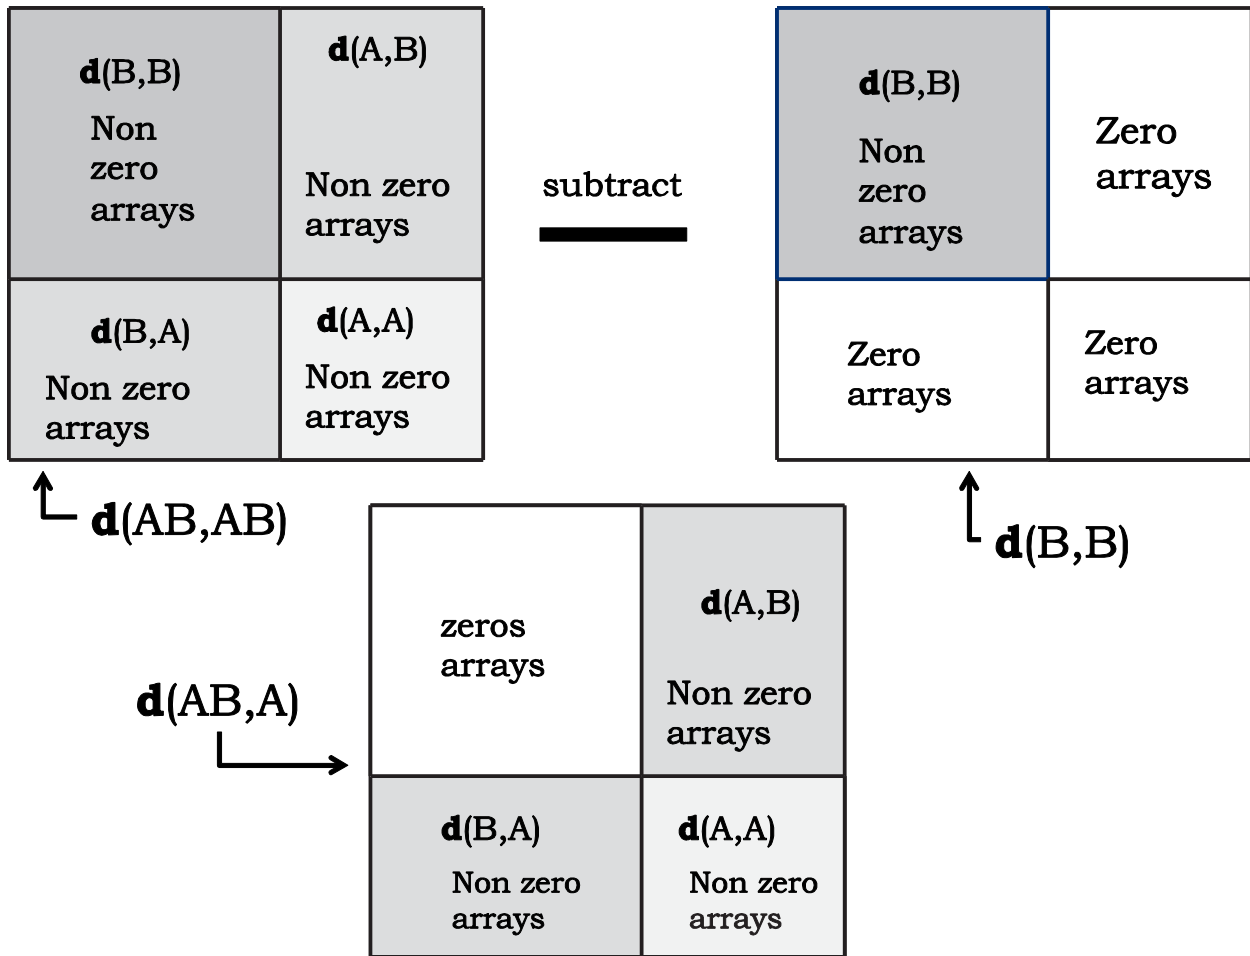 d(B,B)
Non
zero
arrays
d(A,B)
Non zero
arrays
d(B,A)
Non zero
arrays
d(A,A)
Non zero
arrays
d(AB,AB)
subtract
d(B,B)
Non
zero
arrays
Zero
arrays
Zero
arrays
Zero
arrays
d(B,B)
d(AB,A)
zeros
arrays
d(A,B)
Non zero
arrays
d(B,A)
Non zero
arrays
d(A,A)
Non zero
arrays